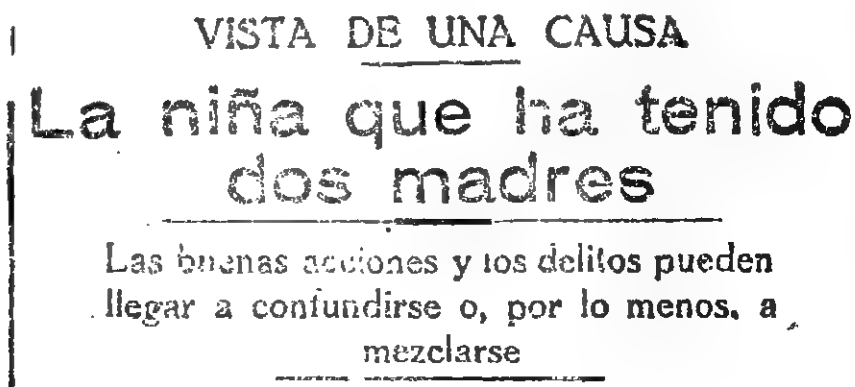 VISTA DE UNA CAUSA
La niña que ha tenido
dos madres
Las buenas acciones y los delitos pueden
llegar a confundirse o, por lo menos, a
mezclarse